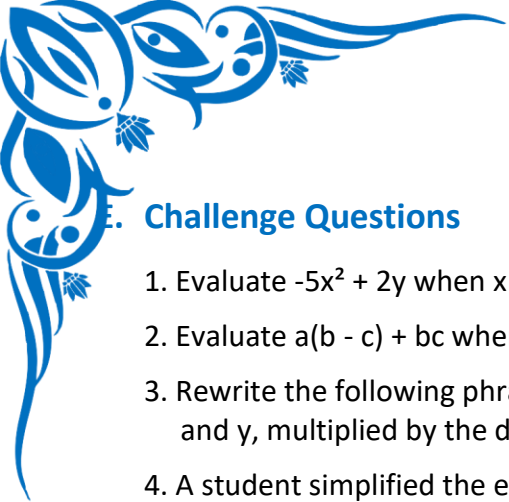 E. Challenge Questions
1. Evaluate -5x² + 2y when x
2. Evaluate a(b - c) + bc whe
3. Rewrite the following phra
and y, multiplied by the d
4. A student simplified the e